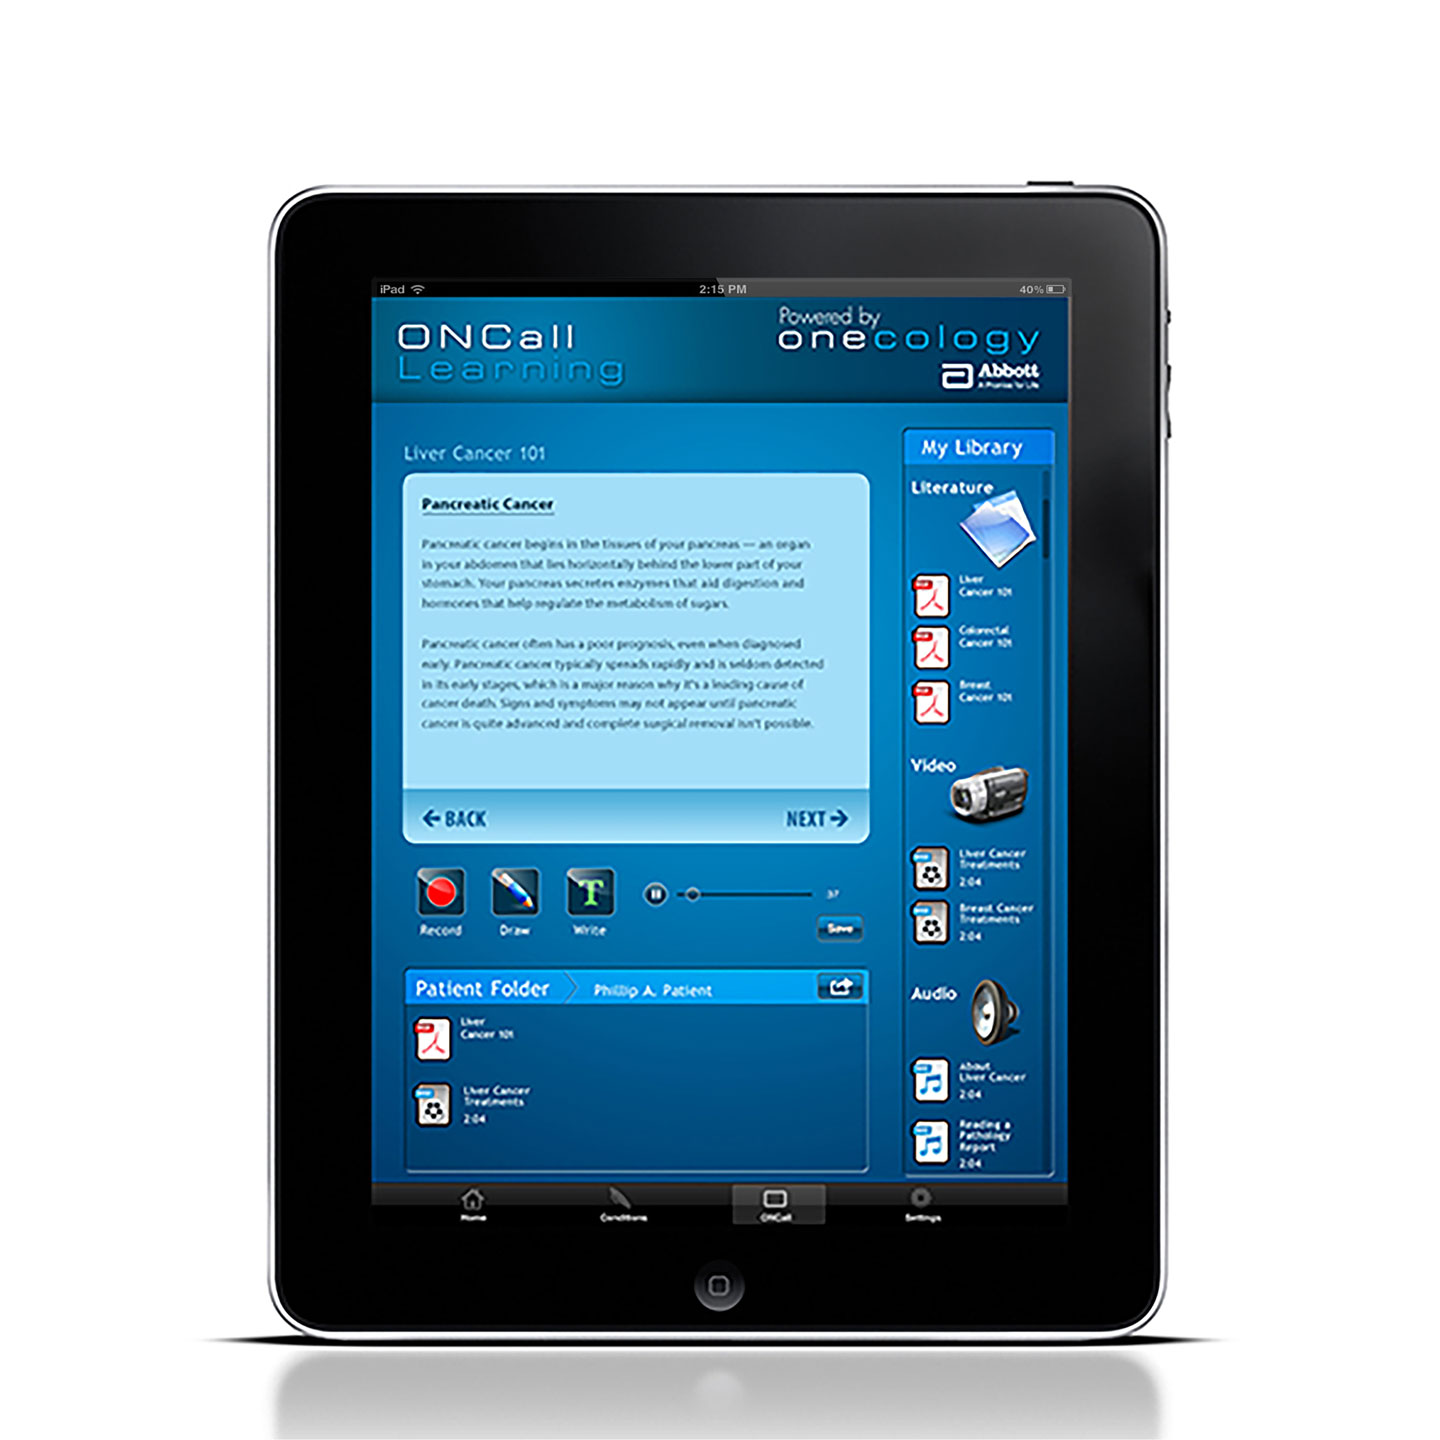 iPad
2:15 PM
40%
ONCall
Learning
Powered by
onecology
Abbott
A Promise for Life
Liver Cancer 101
Pancreatic Cancer
Pancreatic cancer begins in the tissues of your pancreas — an organ
in your abdomen that lies horizontally behind the lower part of your
stomach. Your pancreas secretes enzymes that aid digestion and
hormones that help regulate the metabolism of sugars.
Pancreatic cancer often has a poor prognosis, even when diagnosed
early. Pancreatic cancer typically spreads rapidly and is seldom detected
in its early stages, which is a major reason why it's a leading cause of
cancer death. Signs and symptoms may not appear until pancreatic
cancer is quite advanced and complete surgical removal isn't possible.
BACK
NEXT
Record
Draw
T
Write
37
Save
Patient Folder
Phillip A. Patient
Liver
Cancer 101
Liver Cancer
Treatments
2:04
My Library
Literature
Liver
Cancer 101
Colorectal
Cancer 101
Breast
Cancer 101
Video
Liver Cancer
Treatments
2:04
Breast Cancer
Treatments
2:04
Audio
About
Liver Cancer
2:04
Reading a
Pathology
Report
2:04
Home
Conditions
ONCall
Settings